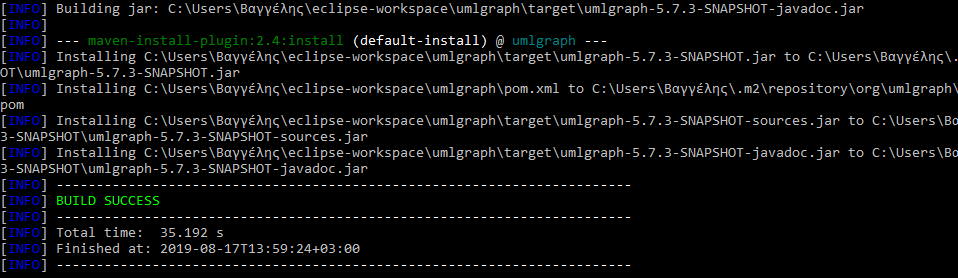 [INFO] Building jar: C:\Users\Βαγγέλης\eclipse-workspace\umlgraph\target\umlgraph-5.7.3-SNAPSHOT-javadoc.jar
[INFO]
[INFO] --- maven-install-plugin:2.4:install (default-install) @ umlgraph ---
[INFO] Installing C:\Users\Βαγγέλης\eclipse-workspace\umlgraph\target\umlgraph-5.7.3-SNAPSHOT.jar to C:\Users\Βαγγέλης\.
OT\umlgraph-5.7.3-SNAPSHOT.jar
[INFO] Installing C:\Users\Βαγγέλης\eclipse-workspace\umlgraph\pom.xml to C:\Users\Βαγγέλης\.m2\repository\org\umlgraph\
pom
[INFO] Installing C:\Users\Βαγγέλης\eclipse-workspace\umlgraph\target\umlgraph-5.7.3-SNAPSHOT-sources.jar to C:\Users\Βα
3-SNAPSHOT\umlgraph-5.7.3-SNAPSHOT-sources.jar
[INFO] Installing C:\Users\Βαγγέλης\eclipse-workspace\umlgraph\target\umlgraph-5.7.3-SNAPSHOT-javadoc.jar to C:\Users\Βα
3-SNAPSHOT\umlgraph-5.7.3-SNAPSHOT-javadoc.jar
[INFO] ------------------------------------------------------------------------
[INFO] BUILD SUCCESS
[INFO] ------------------------------------------------------------------------
[INFO] Total time:  35.192 s
[INFO] Finished at: 2019-08-17T13:59:24+03:00
[INFO] ------------------------------------------------------------------------